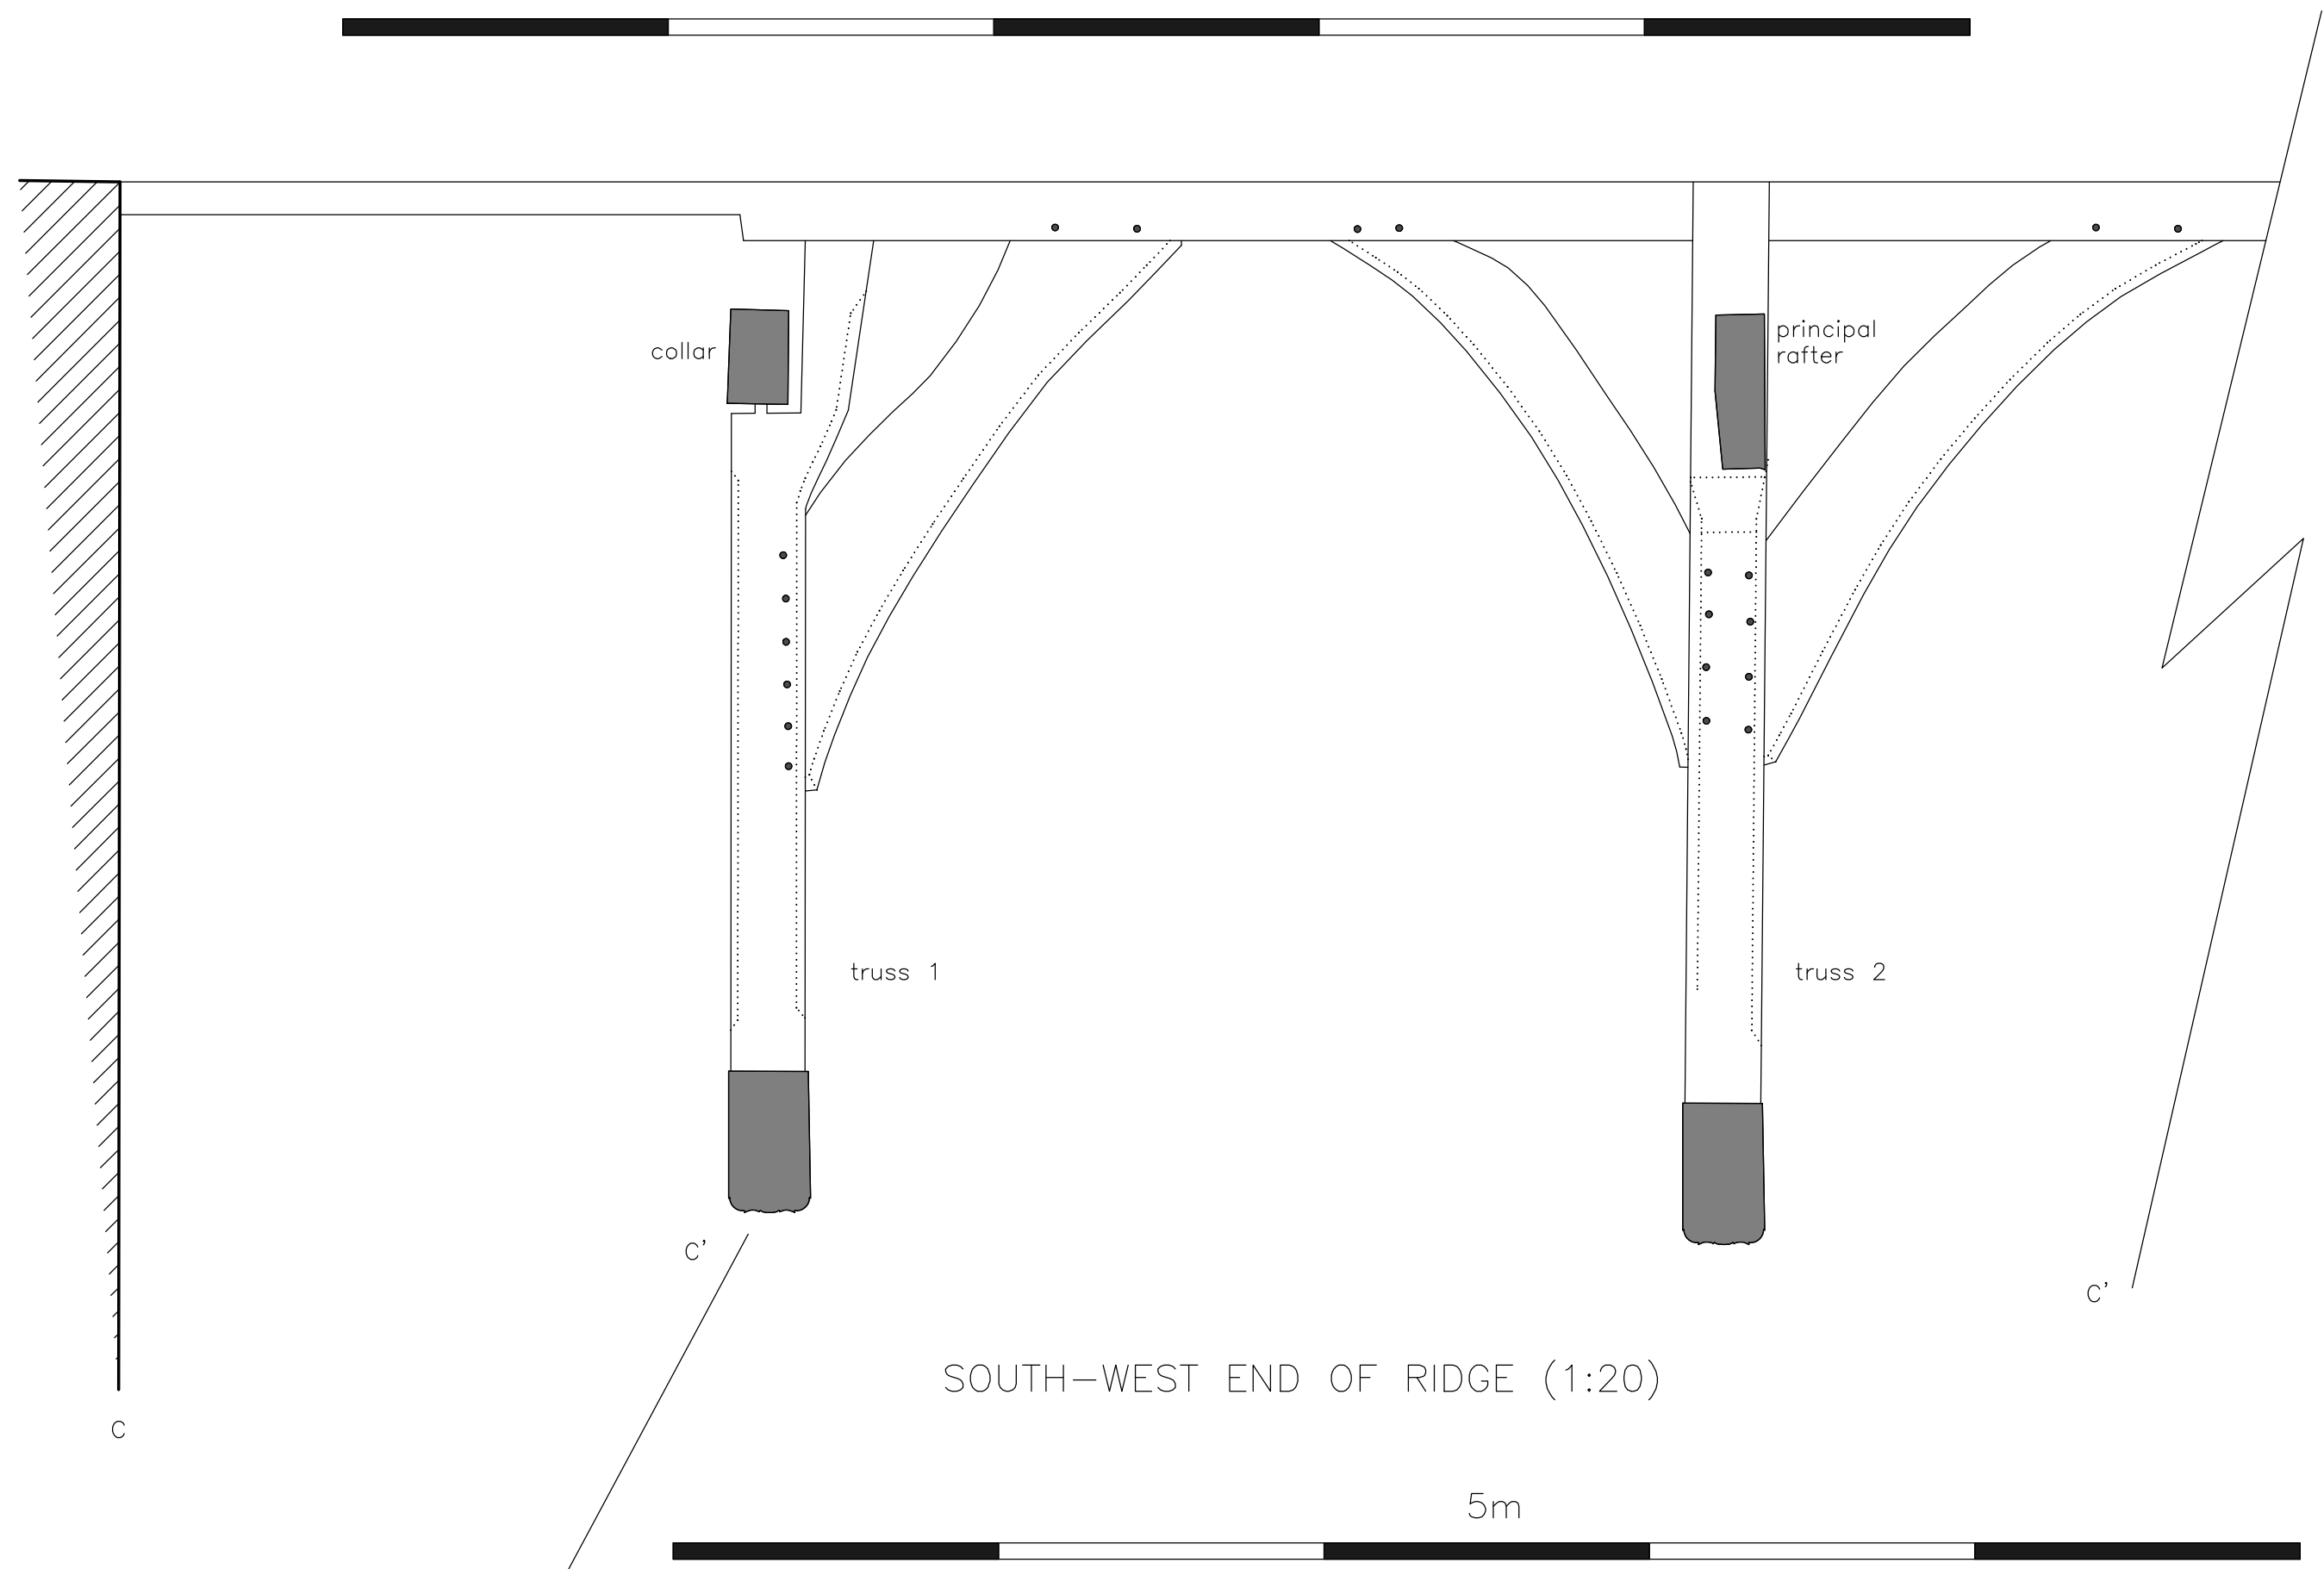 collar
principal
rafter
truss 1
truss 2
c'
c'
SOUTH-WEST END OF RIDGE (1:20)
c
5m